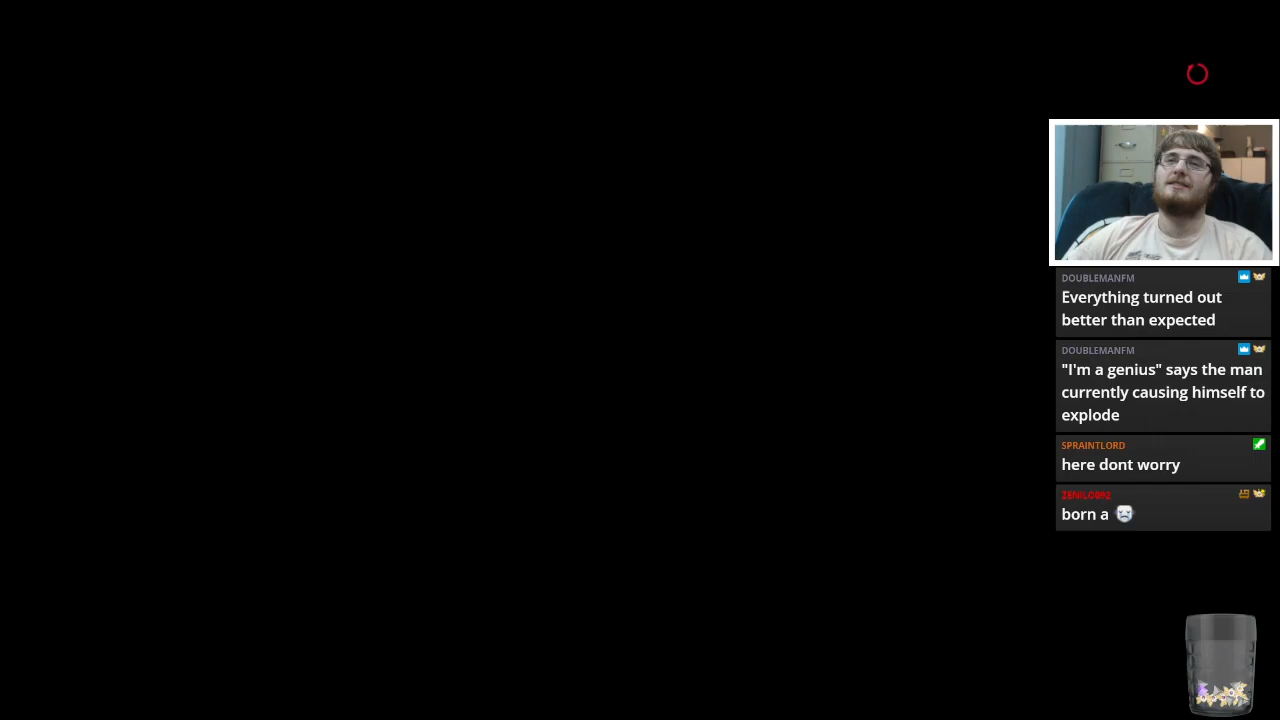 DOUBLEMANFM
Everything turned out
better than expected
DOUBLEMANFM
"I'm a genius" says the man
currently causing himself to
explode
SPRAINTLORD
here dont worry
born a